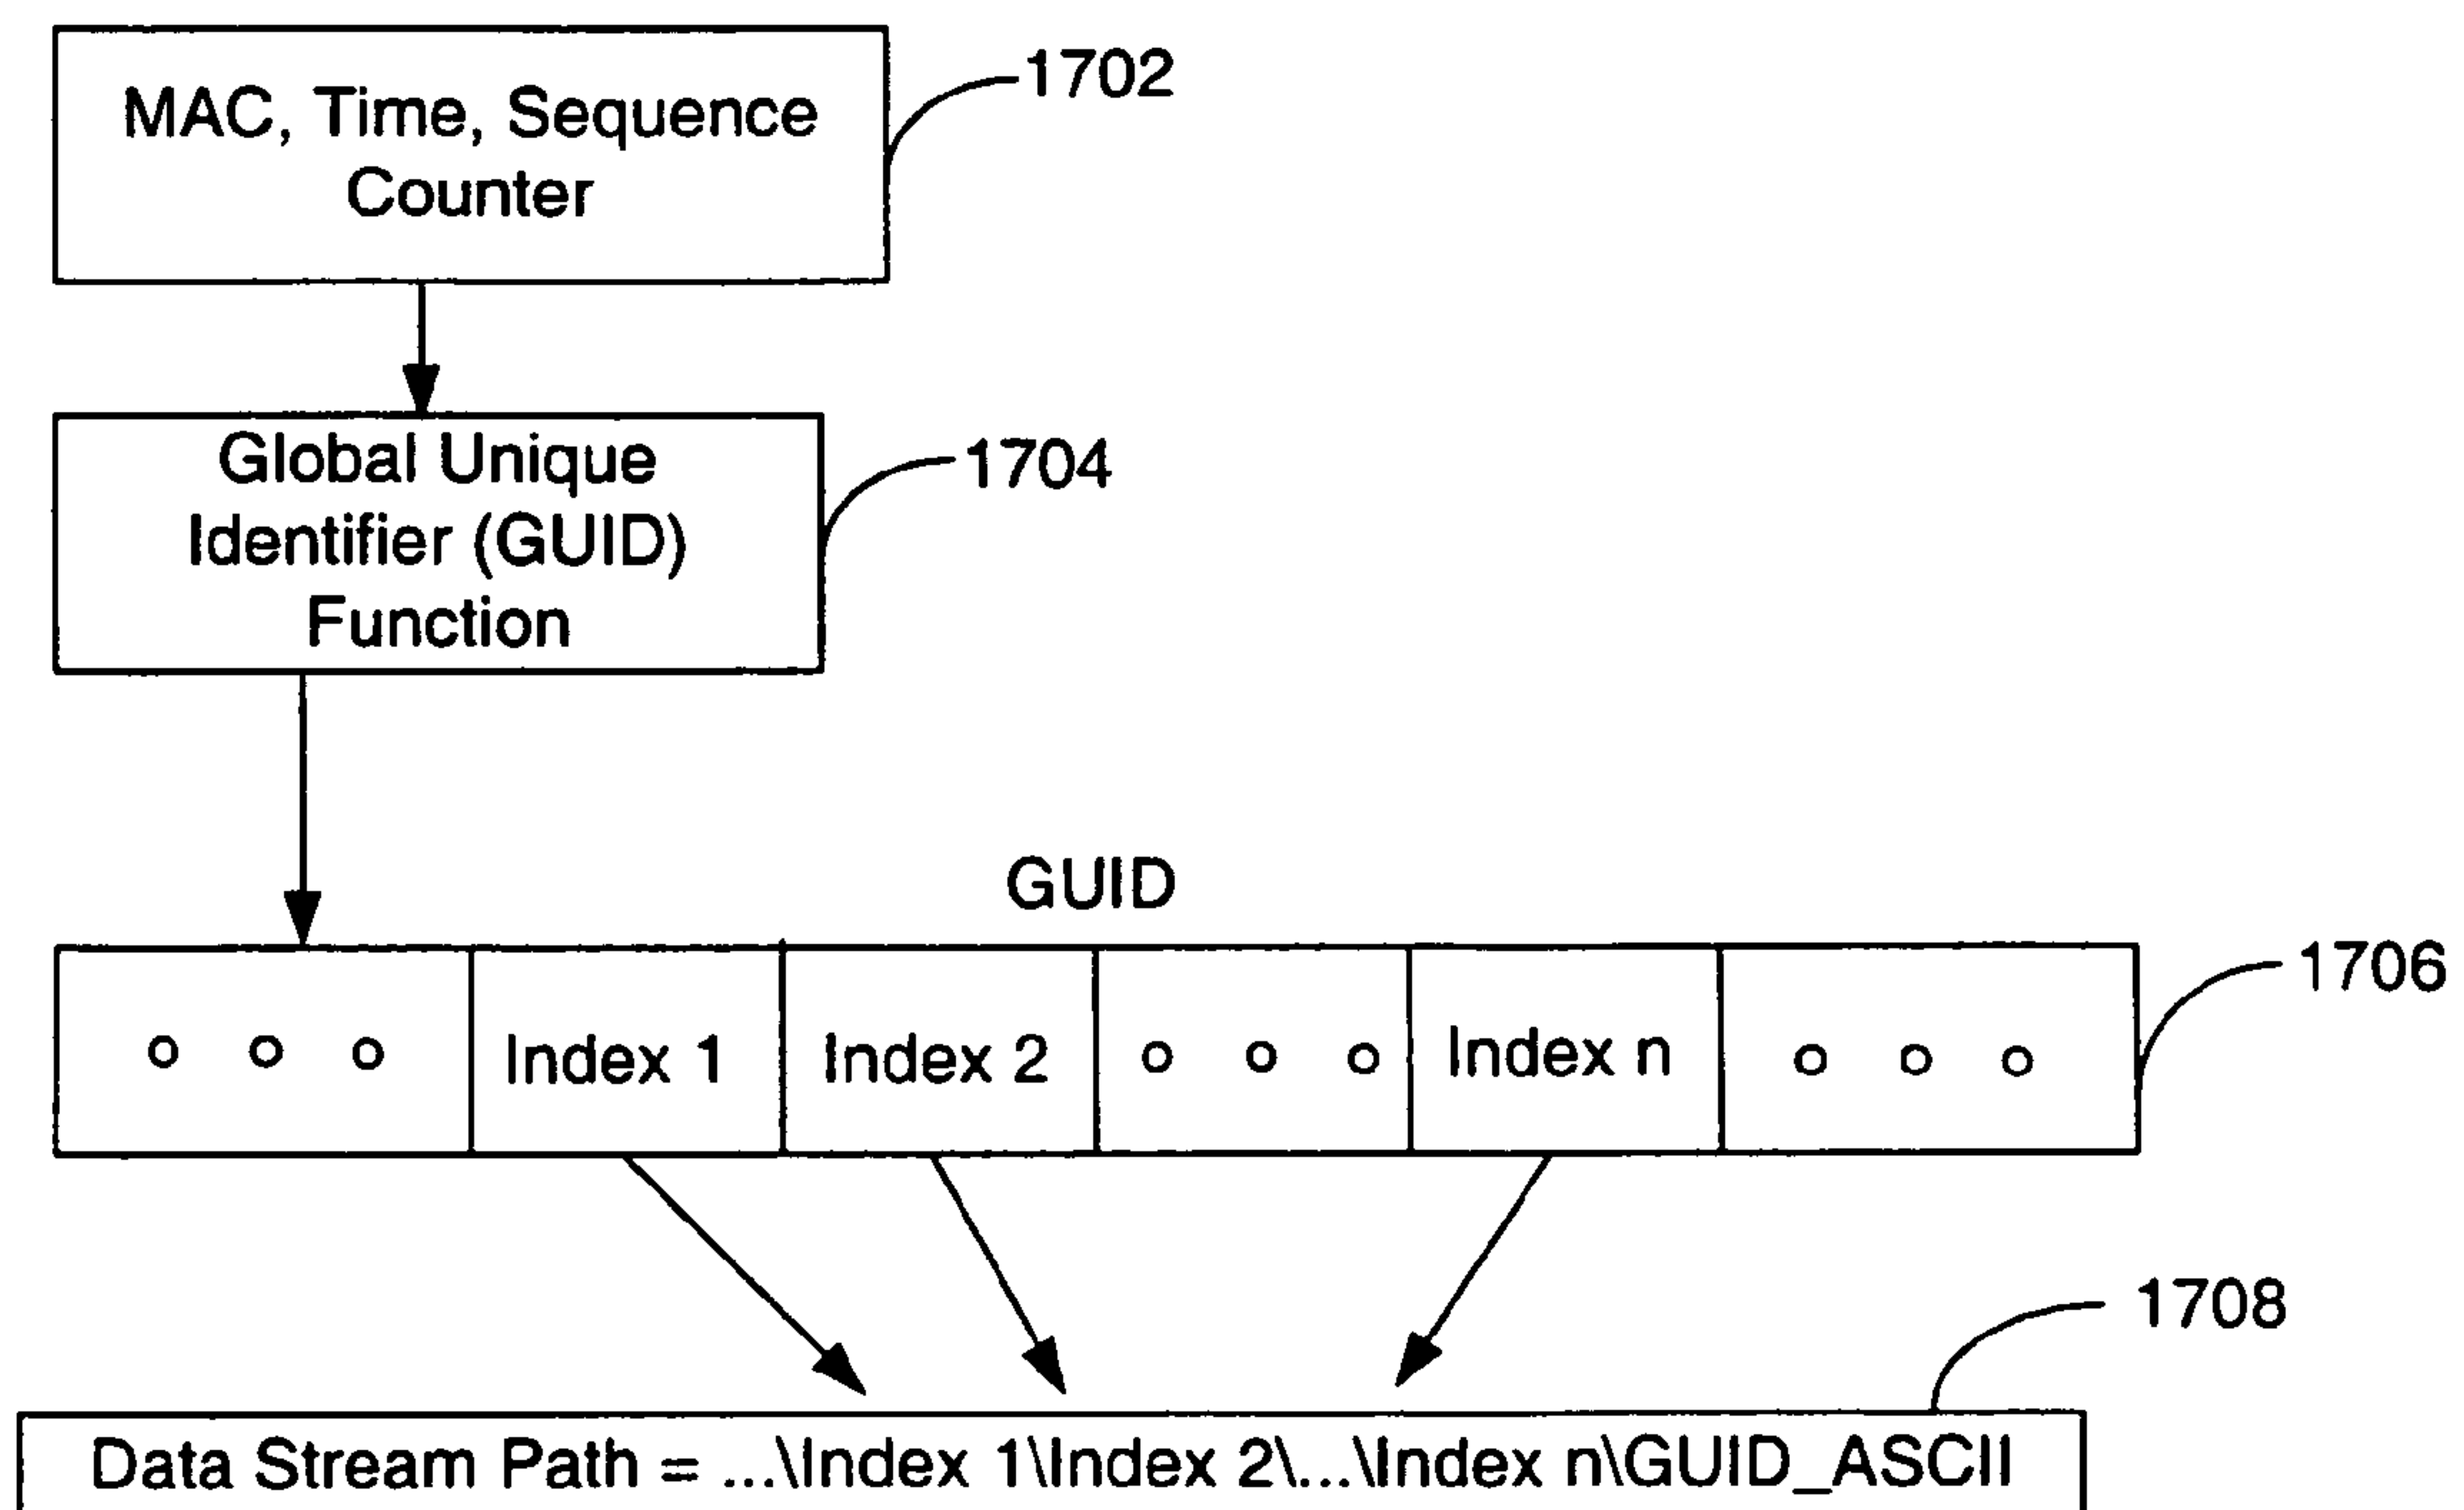 MAC, Time, Sequence
Counter
1702
Global Unique
Identifier (GUID)
Function
1704
GUID
1706
Index 1
Index 2
Index n
1708
Data Stream Path = ...\Index 1\Index 2\...\Index n\GUID_ASCII